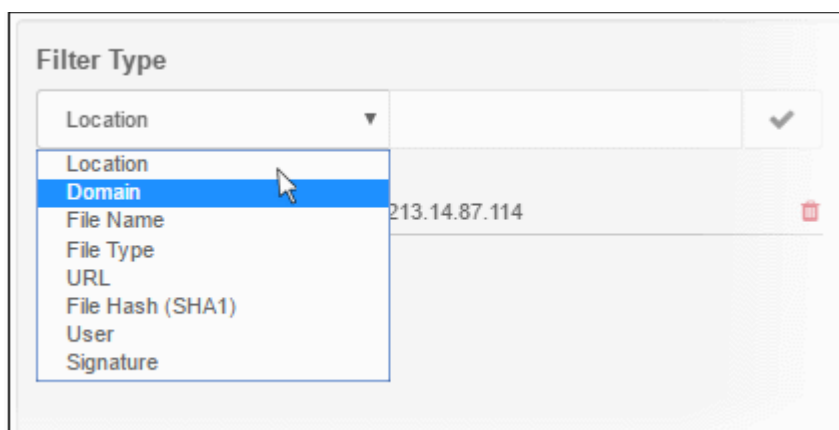 Filter Type
Location
Location
Domain
213.14.87.114
File Name
File Type
URL
File Hash (SHA1)
User
Signature